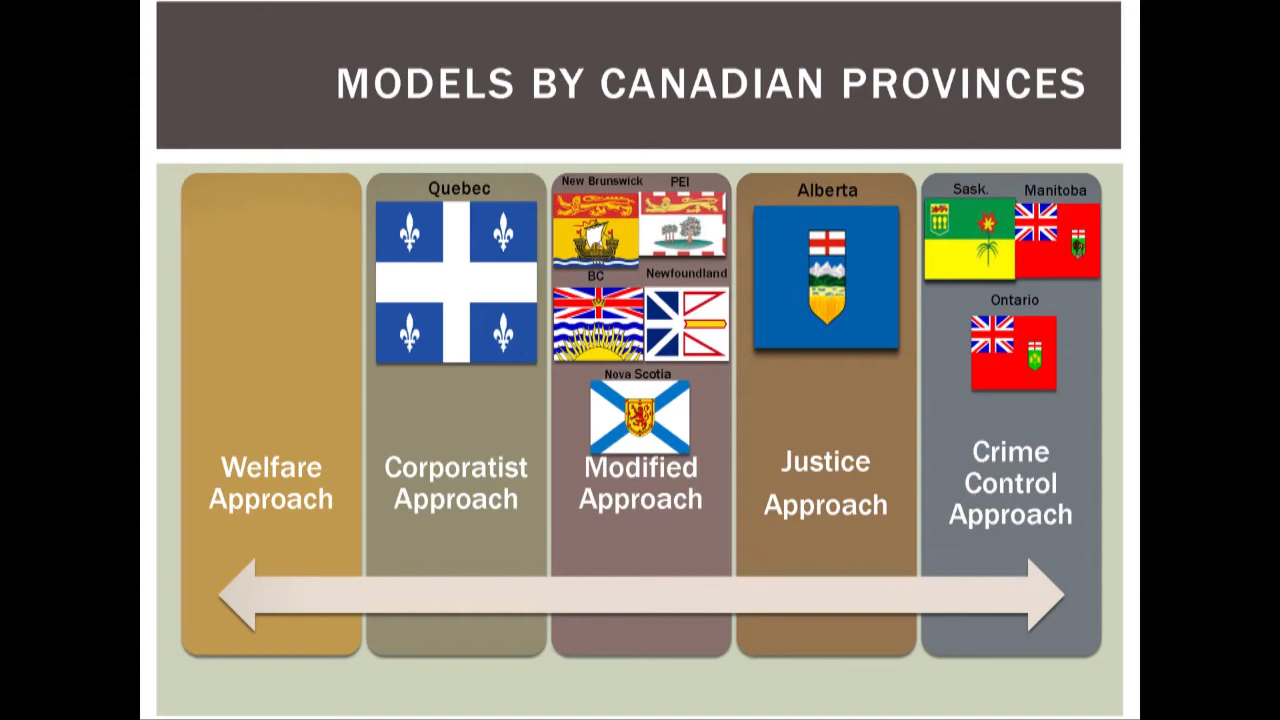 MODELS BY CANADIAN PROVINCES
Welfare
Approach
Quebec
Corporatist
Approach
New Brunswick PEI
BC Newfoundland
Nova Scotia
Modified
Approach
Alberta
Justice
Approach
Sask. Manitoba
Ontario
Crime
Control
Approach